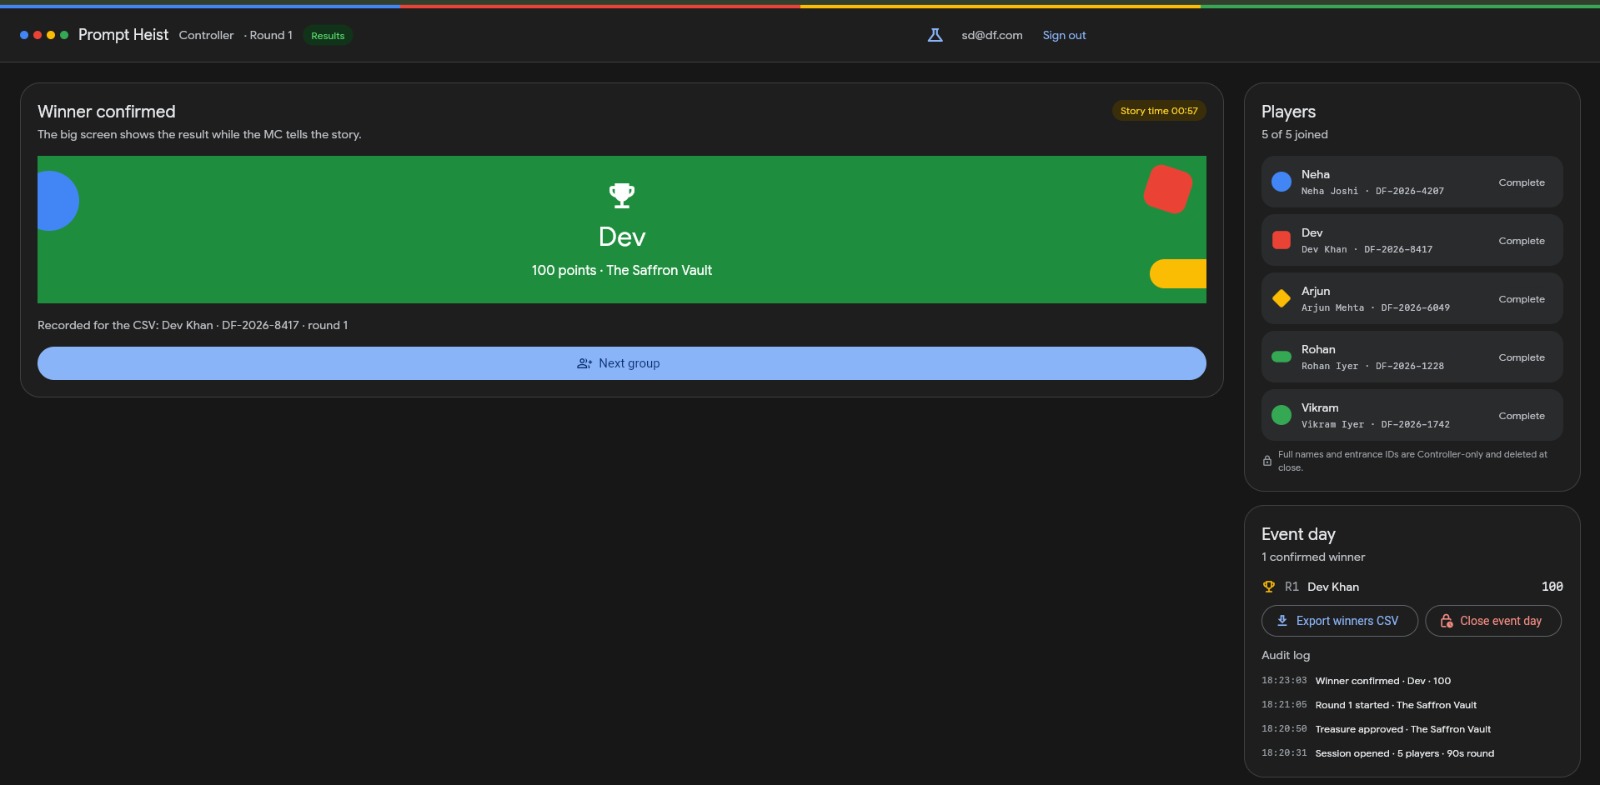 Prompt Heist Controller · Round 1 Results
sd@df.com Sign out
Winner confirmed
Story time 00:57
The big screen shows the result while the MC tells the story.
Dev
100 points · The Saffron Vault
Recorded for the CSV: Dev Khan · DF-2026-8417 · round 1
Next group
Players
5 of 5 joined
Neha
Neha Joshi · DF-2026-4207
Complete
Dev
Dev Khan · DF-2026-8417
Complete
Arjun
Arjun Mehta · DF-2026-6049
Complete
Rohan
Rohan Iyer · DF-2026-1228
Complete
Vikram
Vikram Iyer · DF-2026-1742
Complete
Full names and entrance IDs are Controller-only and deleted at
close.
Event day
1 confirmed winner
R1 Dev Khan 100
Export winners CSV
Close event day
Audit log
18:23:03 Winner confirmed · Dev · 100
18:21:05 Round 1 started · The Saffron Vault
18:20:50 Treasure approved · The Saffron Vault
18:20:31 Session opened · 5 players · 90s round